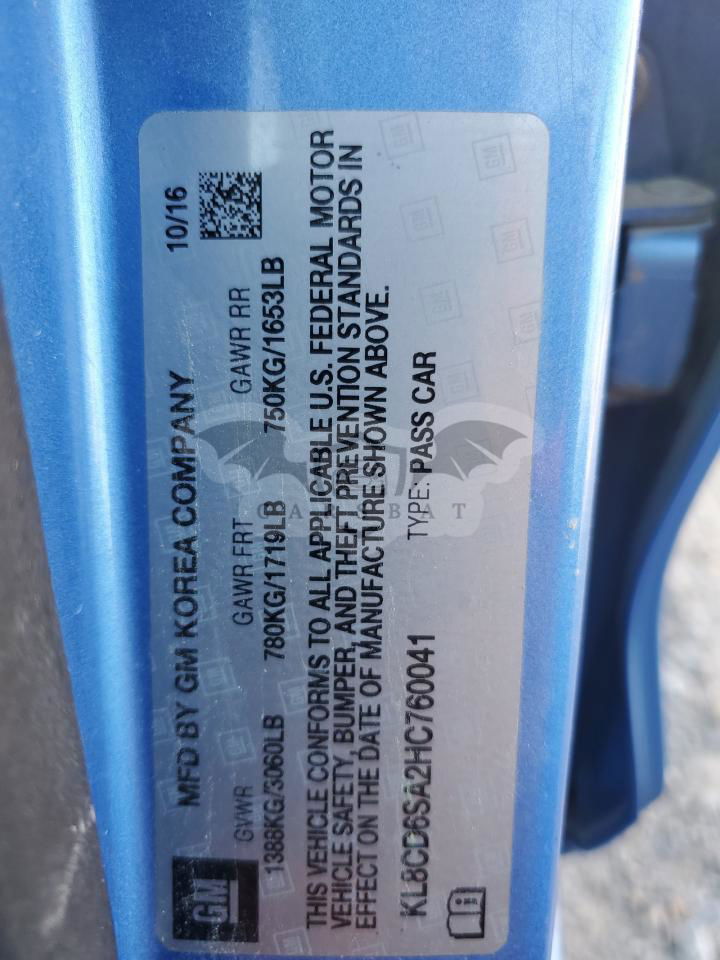 MFD BY GM KOREA COMPANY 10/16
GM
GVWR GAWR FRT GAWR RR
1388KG/3060LB 780KG/1719LB 750KG/1653LB
THIS VEHICLE CONFORMS TO ALL APPLICABLE U.S. FEDERAL MOTOR
VEHICLE SAFETY, BUMPER, AND THEFT PREVENTION STANDARDS IN
EFFECT ON THE DATE OF MANUFACTURE SHOWN ABOVE.
KL8CD6SA2HC760041 TYPE: PASS CAR
CARSBAT